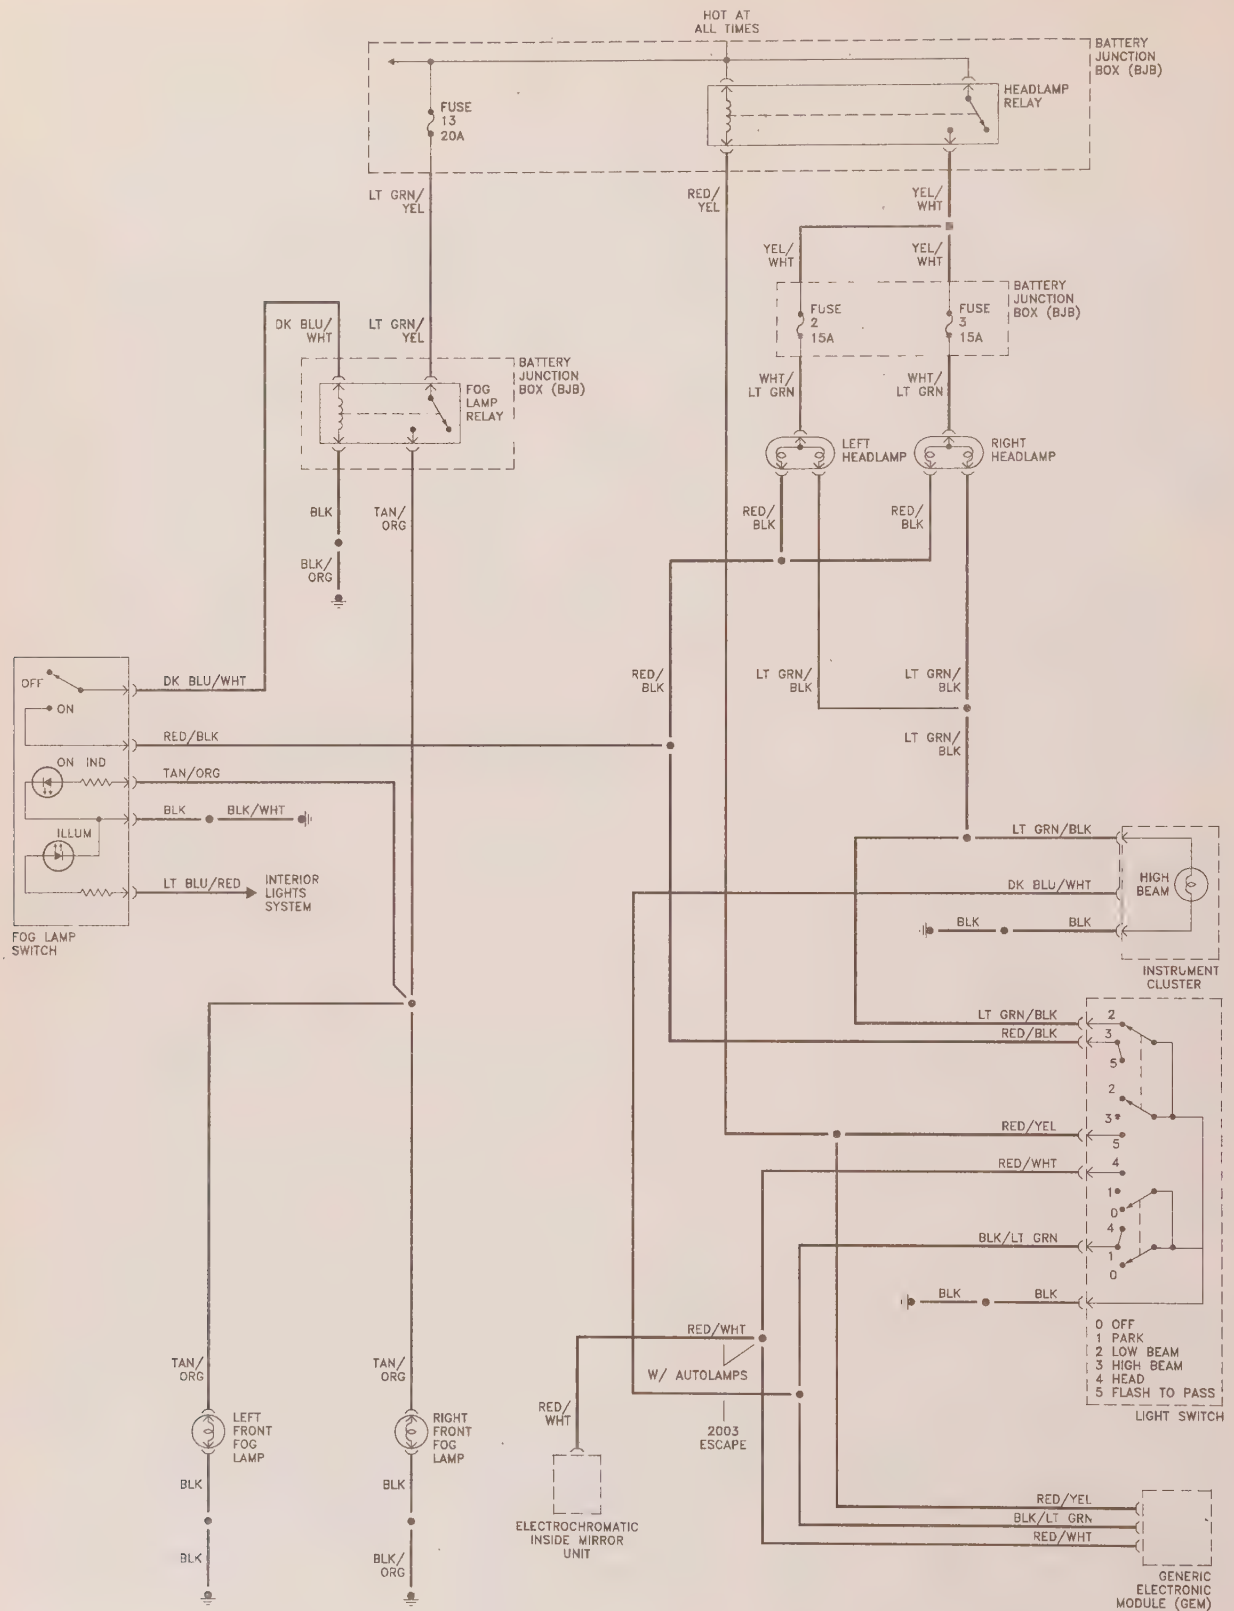 HOT AT
ALL TIMES
BATTERY
JUNCTION
BOX (BJB)
HEADLAMP
RELAY
FUSE
13
20A
LT GRN/
YEL
RED/
YEL
YEL/
WHT
YEL/
WHT
YEL/
WHT
BATTERY
JUNCTION
BOX (BJB)
FUSE
2
15A
FUSE
3
15A
DK BLU/
WHT
LT GRN/
YEL
BATTERY
JUNCTION
BOX (BJB)
FOG
LAMP
RELAY
WHT/
LT GRN
WHT/
LT GRN
LEFT
HEADLAMP
RIGHT
HEADLAMP
BLK
TAN/
ORG
RED/
BLK
RED/
BLK
BLK/
ORG
OFF
ON
DK BLU/WHT
RED/
BLK
LT GRN/
BLK
LT GRN/
BLK
RED/BLK
LT GRN/
BLK
ON IND
TAN/ORG
BLK
BLK/WHT
ILLUM
LT BLU/RED
INTERIOR
LIGHTS
SYSTEM
FOG LAMP
SWITCH
LT GRN/BLK
DK BLU/WHT
HIGH
BEAM
BLK
BLK
INSTRUMENT
CLUSTER
LT GRN/BLK
RED/BLK
2
3
5
2
3
5
RED/YEL
RED/WHT
4
1
0
4
1
0
BLK/LT GRN
BLK
BLK
0 OFF
1 PARK
2 LOW BEAM
3 HIGH BEAM
4 HEAD
5 FLASH TO PASS
LIGHT SWITCH
RED/WHT
W/ AUTOLAMPS
2003
ESCAPE
TAN/
ORG
TAN/
ORG
LEFT
FRONT
FOG
LAMP
RIGHT
FRONT
FOG
LAMP
RED/
WHT
BLK
BLK
ELECTROCHROMATIC
INSIDE MIRROR
UNIT
BLK
BLK/
ORG
RED/YEL
BLK/LT GRN
RED/WHT
GENERIC
ELECTRONIC
MODULE (GEM)